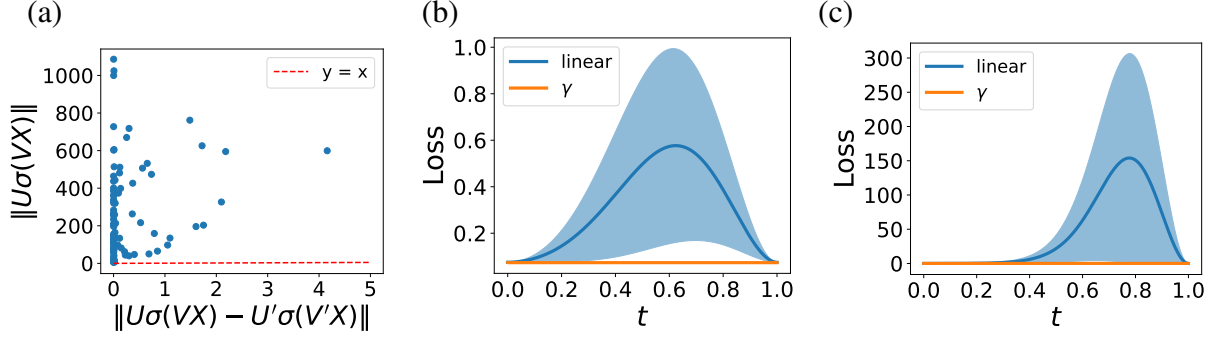 (a)
‖Uσ(VX)‖
1000
800
600
400
200
0
y = x
0 1 2 3 4 5
‖Uσ(VX) − U'σ(V'X)‖
(b)
Loss
1.0
0.8
0.6
0.4
0.2
linear
γ
0.0 0.2 0.4 0.6 0.8 1.0
t
(c)
Loss
300
250
200
150
100
50
0
linear
γ
0.0 0.2 0.4 0.6 0.8 1.0
t